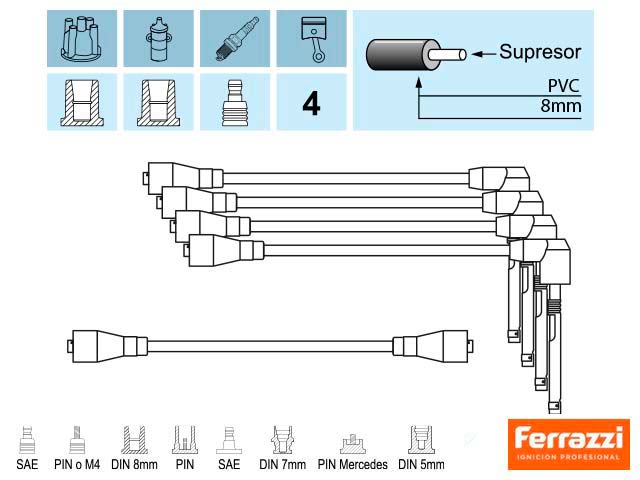 Supresor
PVC
8mm
4
SAE PIN o M4 DIN 8mm PIN SAE DIN 7mm PIN Mercedes DIN 5mm
Ferrazzi
IGNICION PROFESIONAL